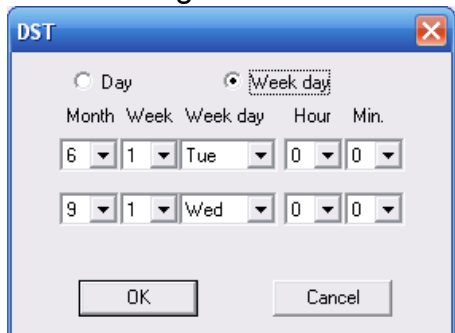 DST
Day Week day
Month Week Week day Hour Min.
6 1 Tue 0 0
9 1 Wed 0 0
OK Cancel